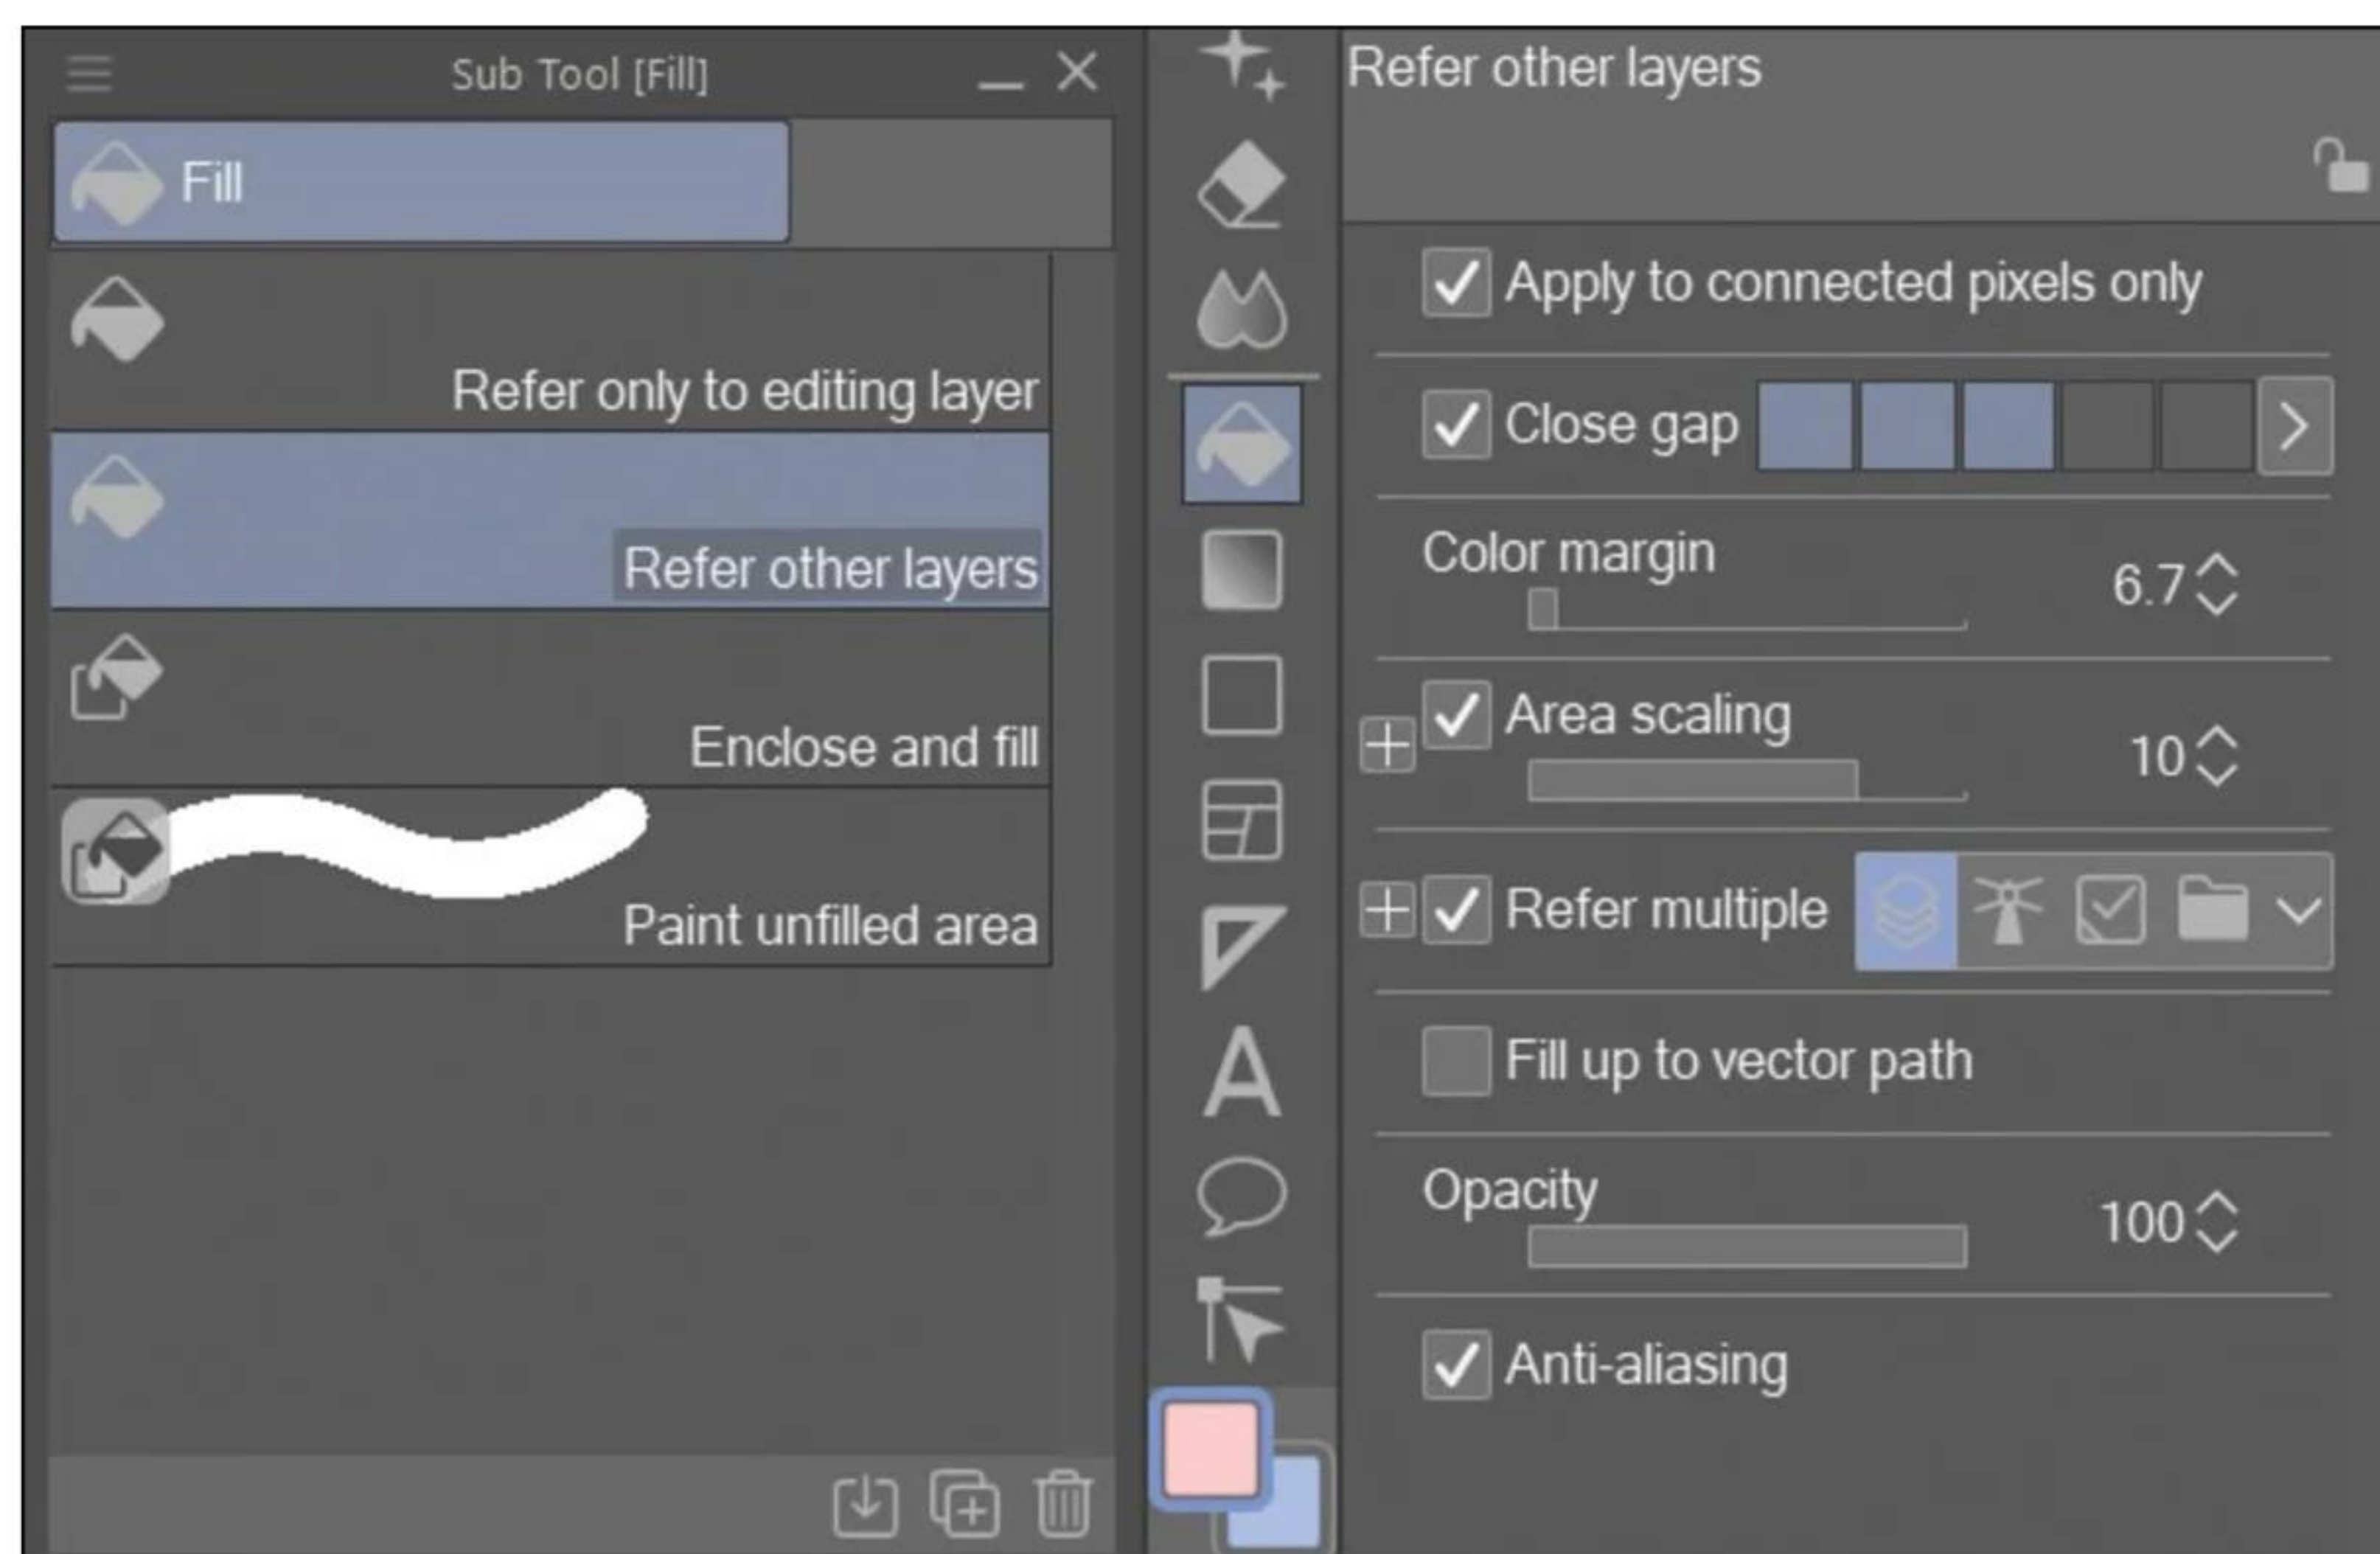 Sub Tool [Fill]
Fill
Refer only to editing layer
Refer other layers
Enclose and fill
Paint unfilled area
A
Refer other layers
Apply to connected pixels only
Close gap
Color margin
6.7
Area scaling
10
Refer multiple
Fill up to vector path
Opacity
100
Anti-aliasing